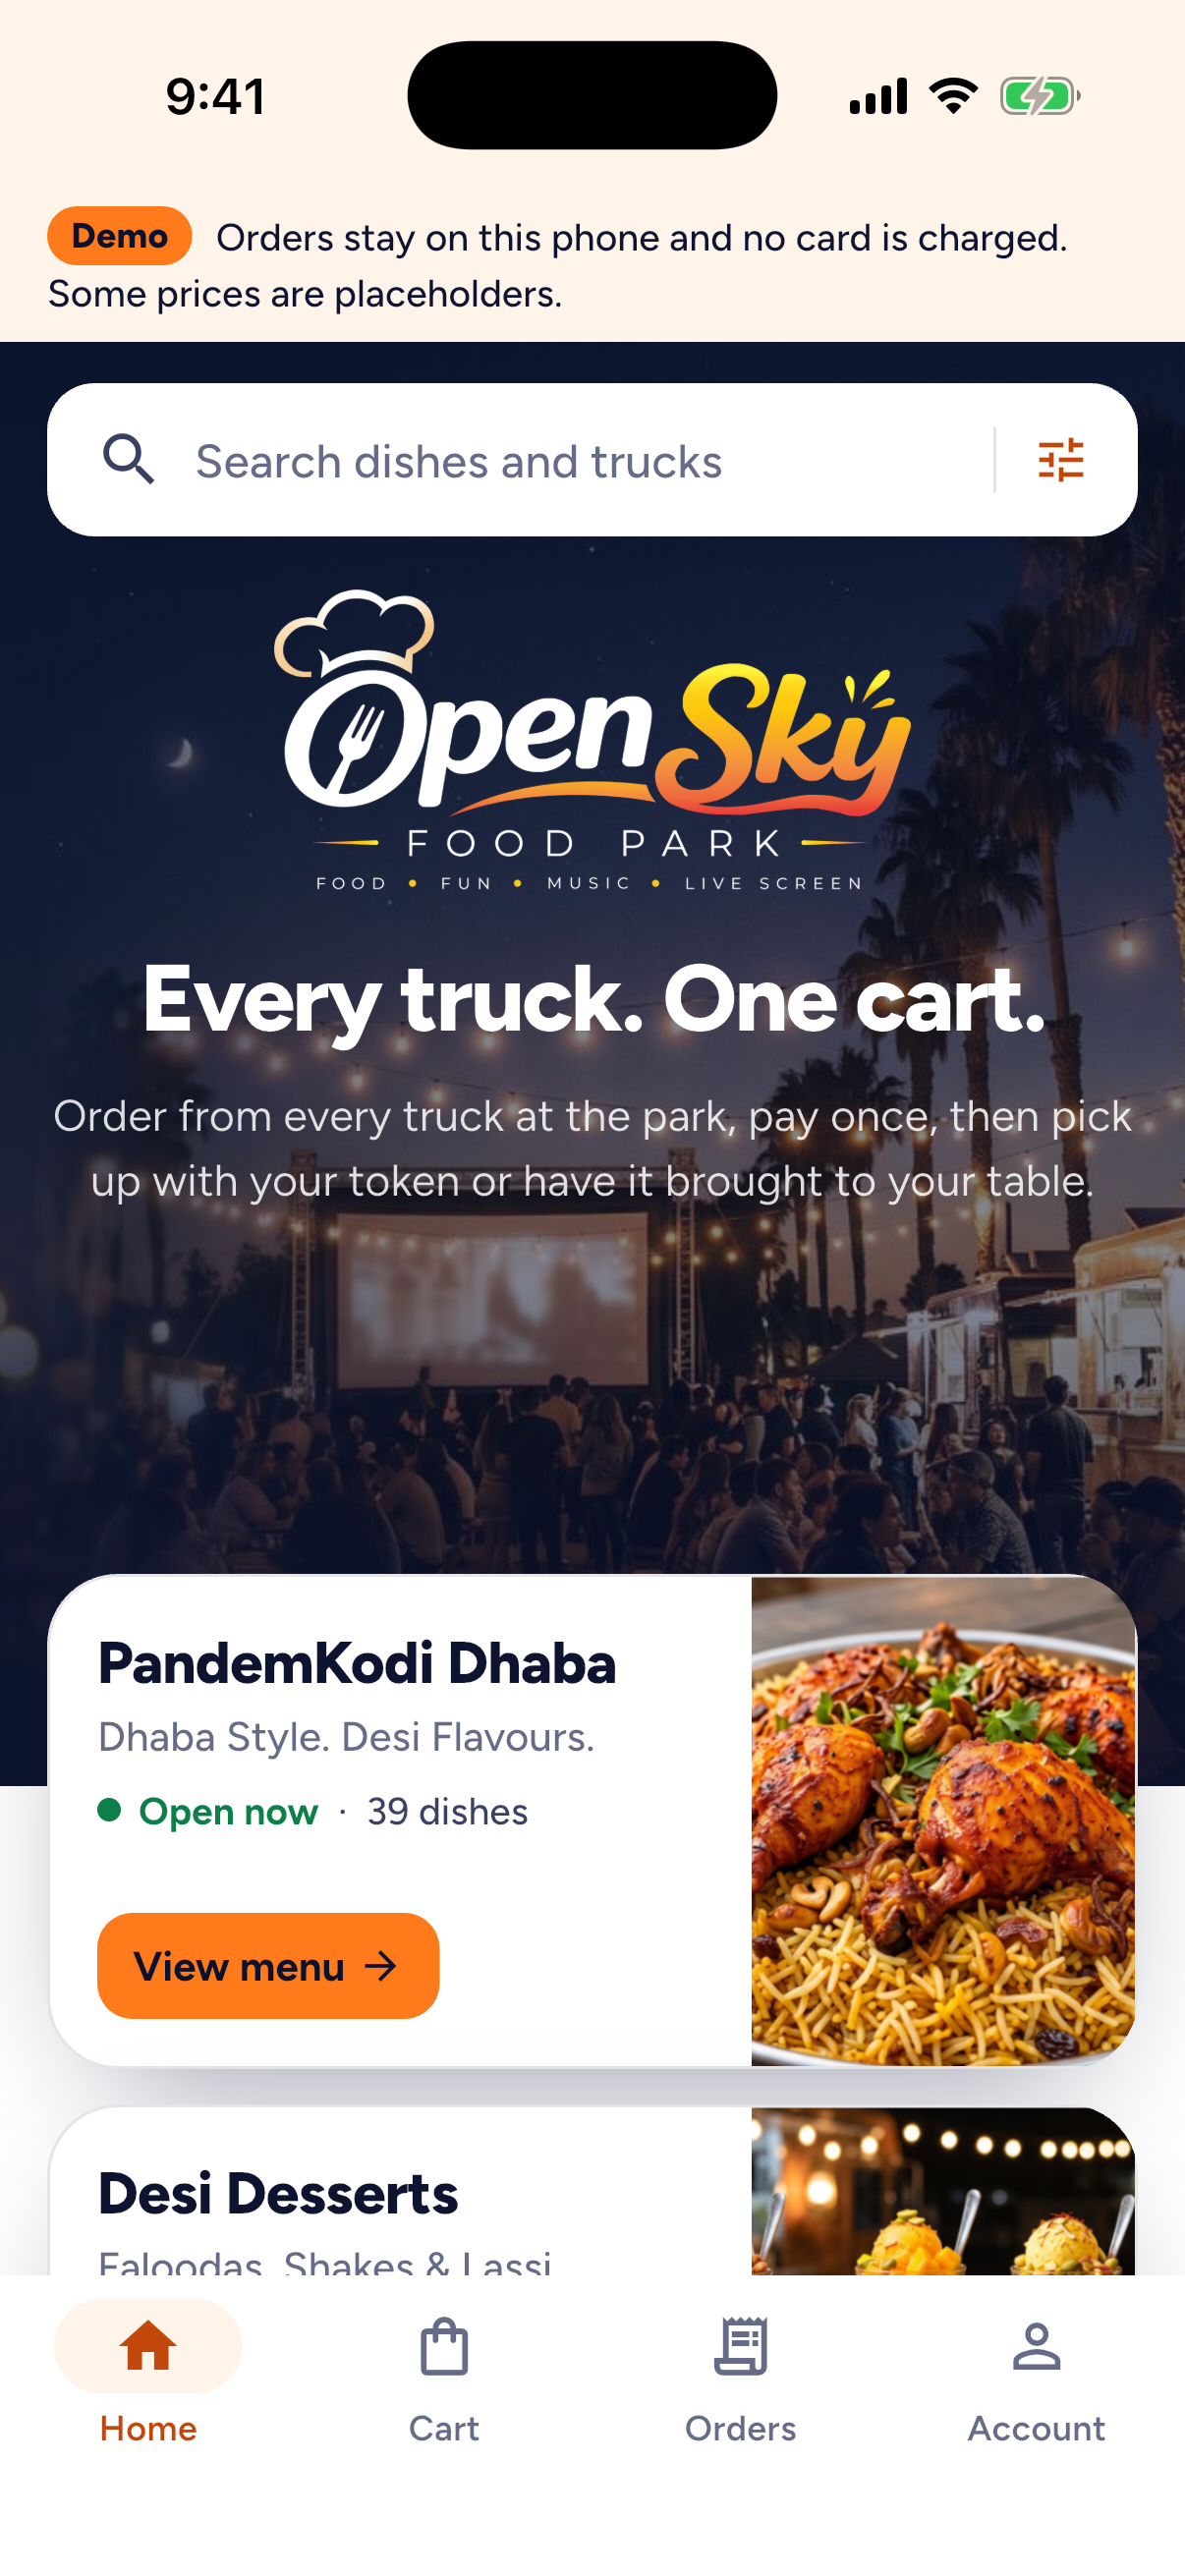 9:41
Demo Orders stay on this phone and no card is charged.
Some prices are placeholders.
Search dishes and trucks
Open Sky
FOOD PARK
FOOD • FUN • MUSIC • LIVE SCREEN
Every truck. One cart.
Order from every truck at the park, pay once, then pick
up with your token or have it brought to your table.
PandemKodi Dhaba
Dhaba Style. Desi Flavours.
Open now · 39 dishes
View menu →
Desi Desserts
Faloodas, Shakes & Lassi
Home
Cart
Orders
Account